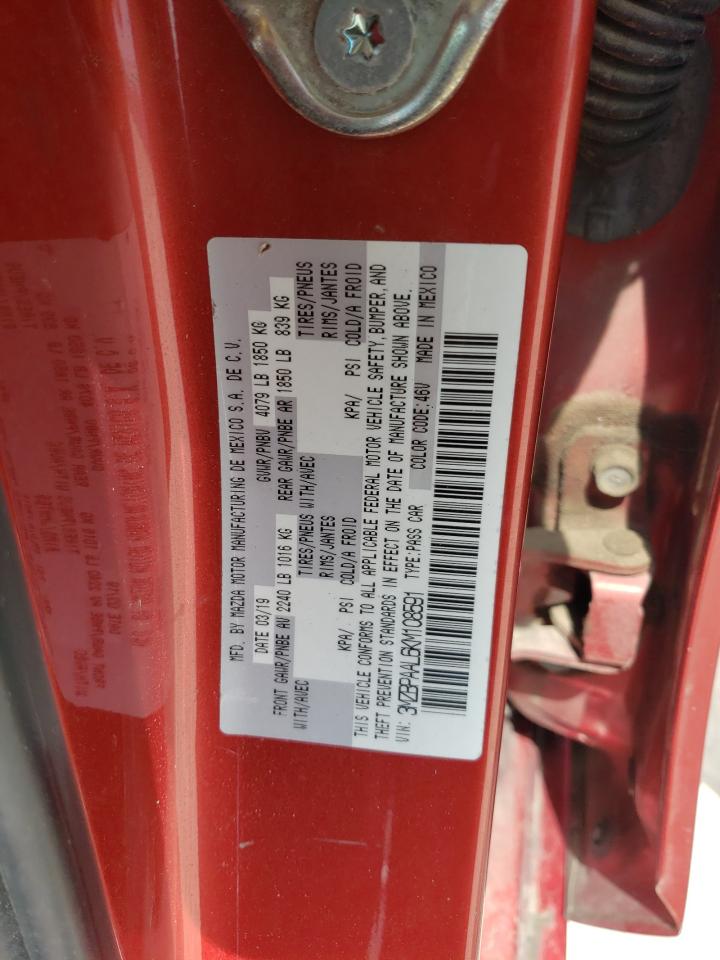 MFD. BY MAZDA MOTOR MANUFACTURING DE MEXICO S.A. DE C.V.
DATE 03/19 GVWR/PNBV 4079 LB 1850 KG
FRONT GAWR/PNBE AV 2240 LB 1016 KG REAR GAWR/PNBE AR 1850 LB 839 KG
WITH/AVEC TIRES/PNEUS WITH/AVEC TIRES/PNEUS
RIMS/JANTES RIMS/JANTES
KPA/ PSI COLD/A FROID KPA/ PSI COLD/A FROID
THIS VEHICLE CONFORMS TO ALL APPLICABLE FEDERAL MOTOR VEHICLE SAFETY, BUMPER, AND
THEFT PREVENTION STANDARDS IN EFFECT ON THE DATE OF MANUFACTURE SHOWN ABOVE.
VIN: 3MZBPAALBKM108591 TYPE:PASS CAR COLOR CODE:46V MADE IN MEXICO